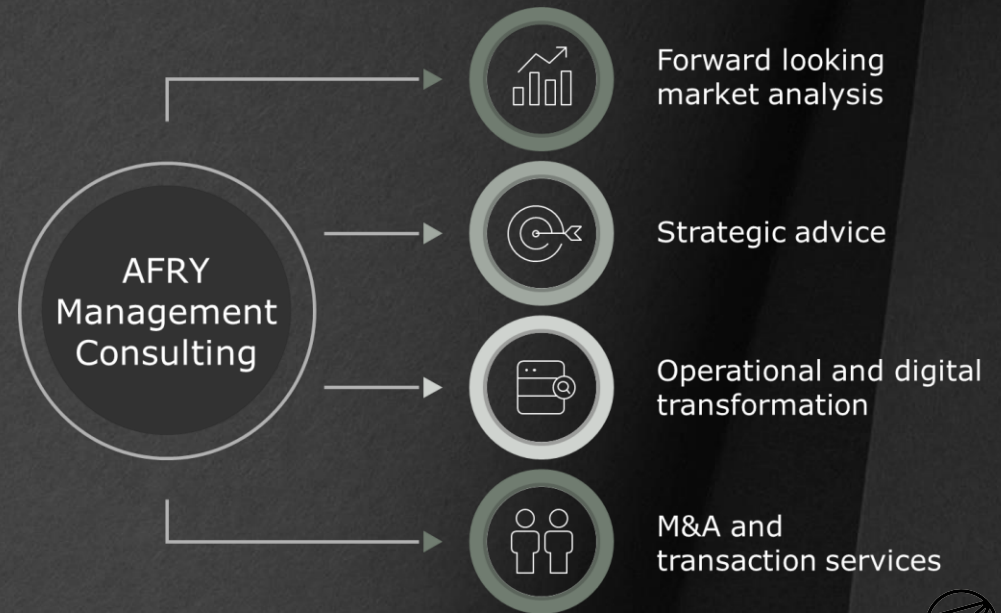 Forward looking
market analysis
Strategic advice
AFRY
Management
Consulting
Operational and digital
transformation
M&A and
transaction services